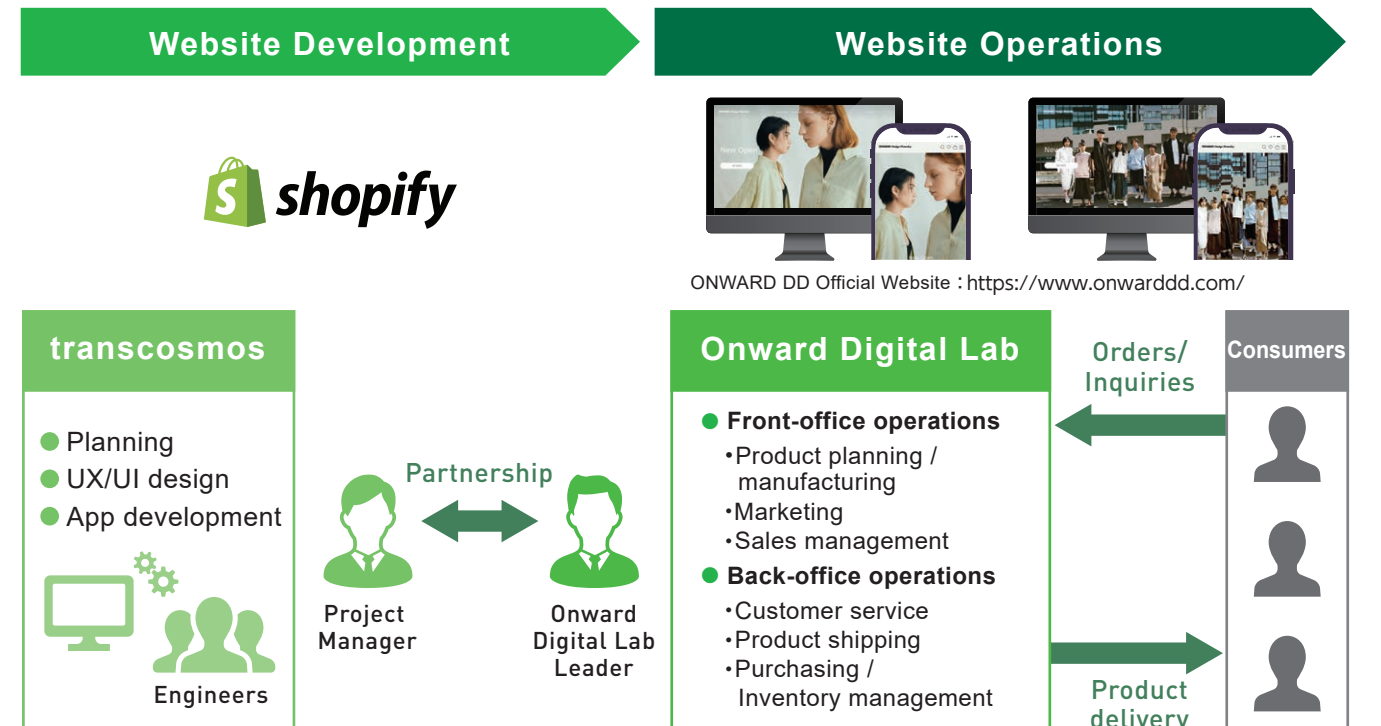 Website Development
Website Operations
shopify
New Open
ONWARD DD Official Website：https://www.onwarddd.com/
transcosmos
Planning
UX/UI design
App development
Engineers
Partnership
Project
Manager
Onward
Digital Lab
Leader
Onward Digital Lab
Front-office operations
・Product planning /
manufacturing
・Marketing
・Sales management
Back-office operations
・Customer service
・Product shipping
・Purchasing /
Inventory management
Orders/
Inquiries
Product
delivery
Consumers